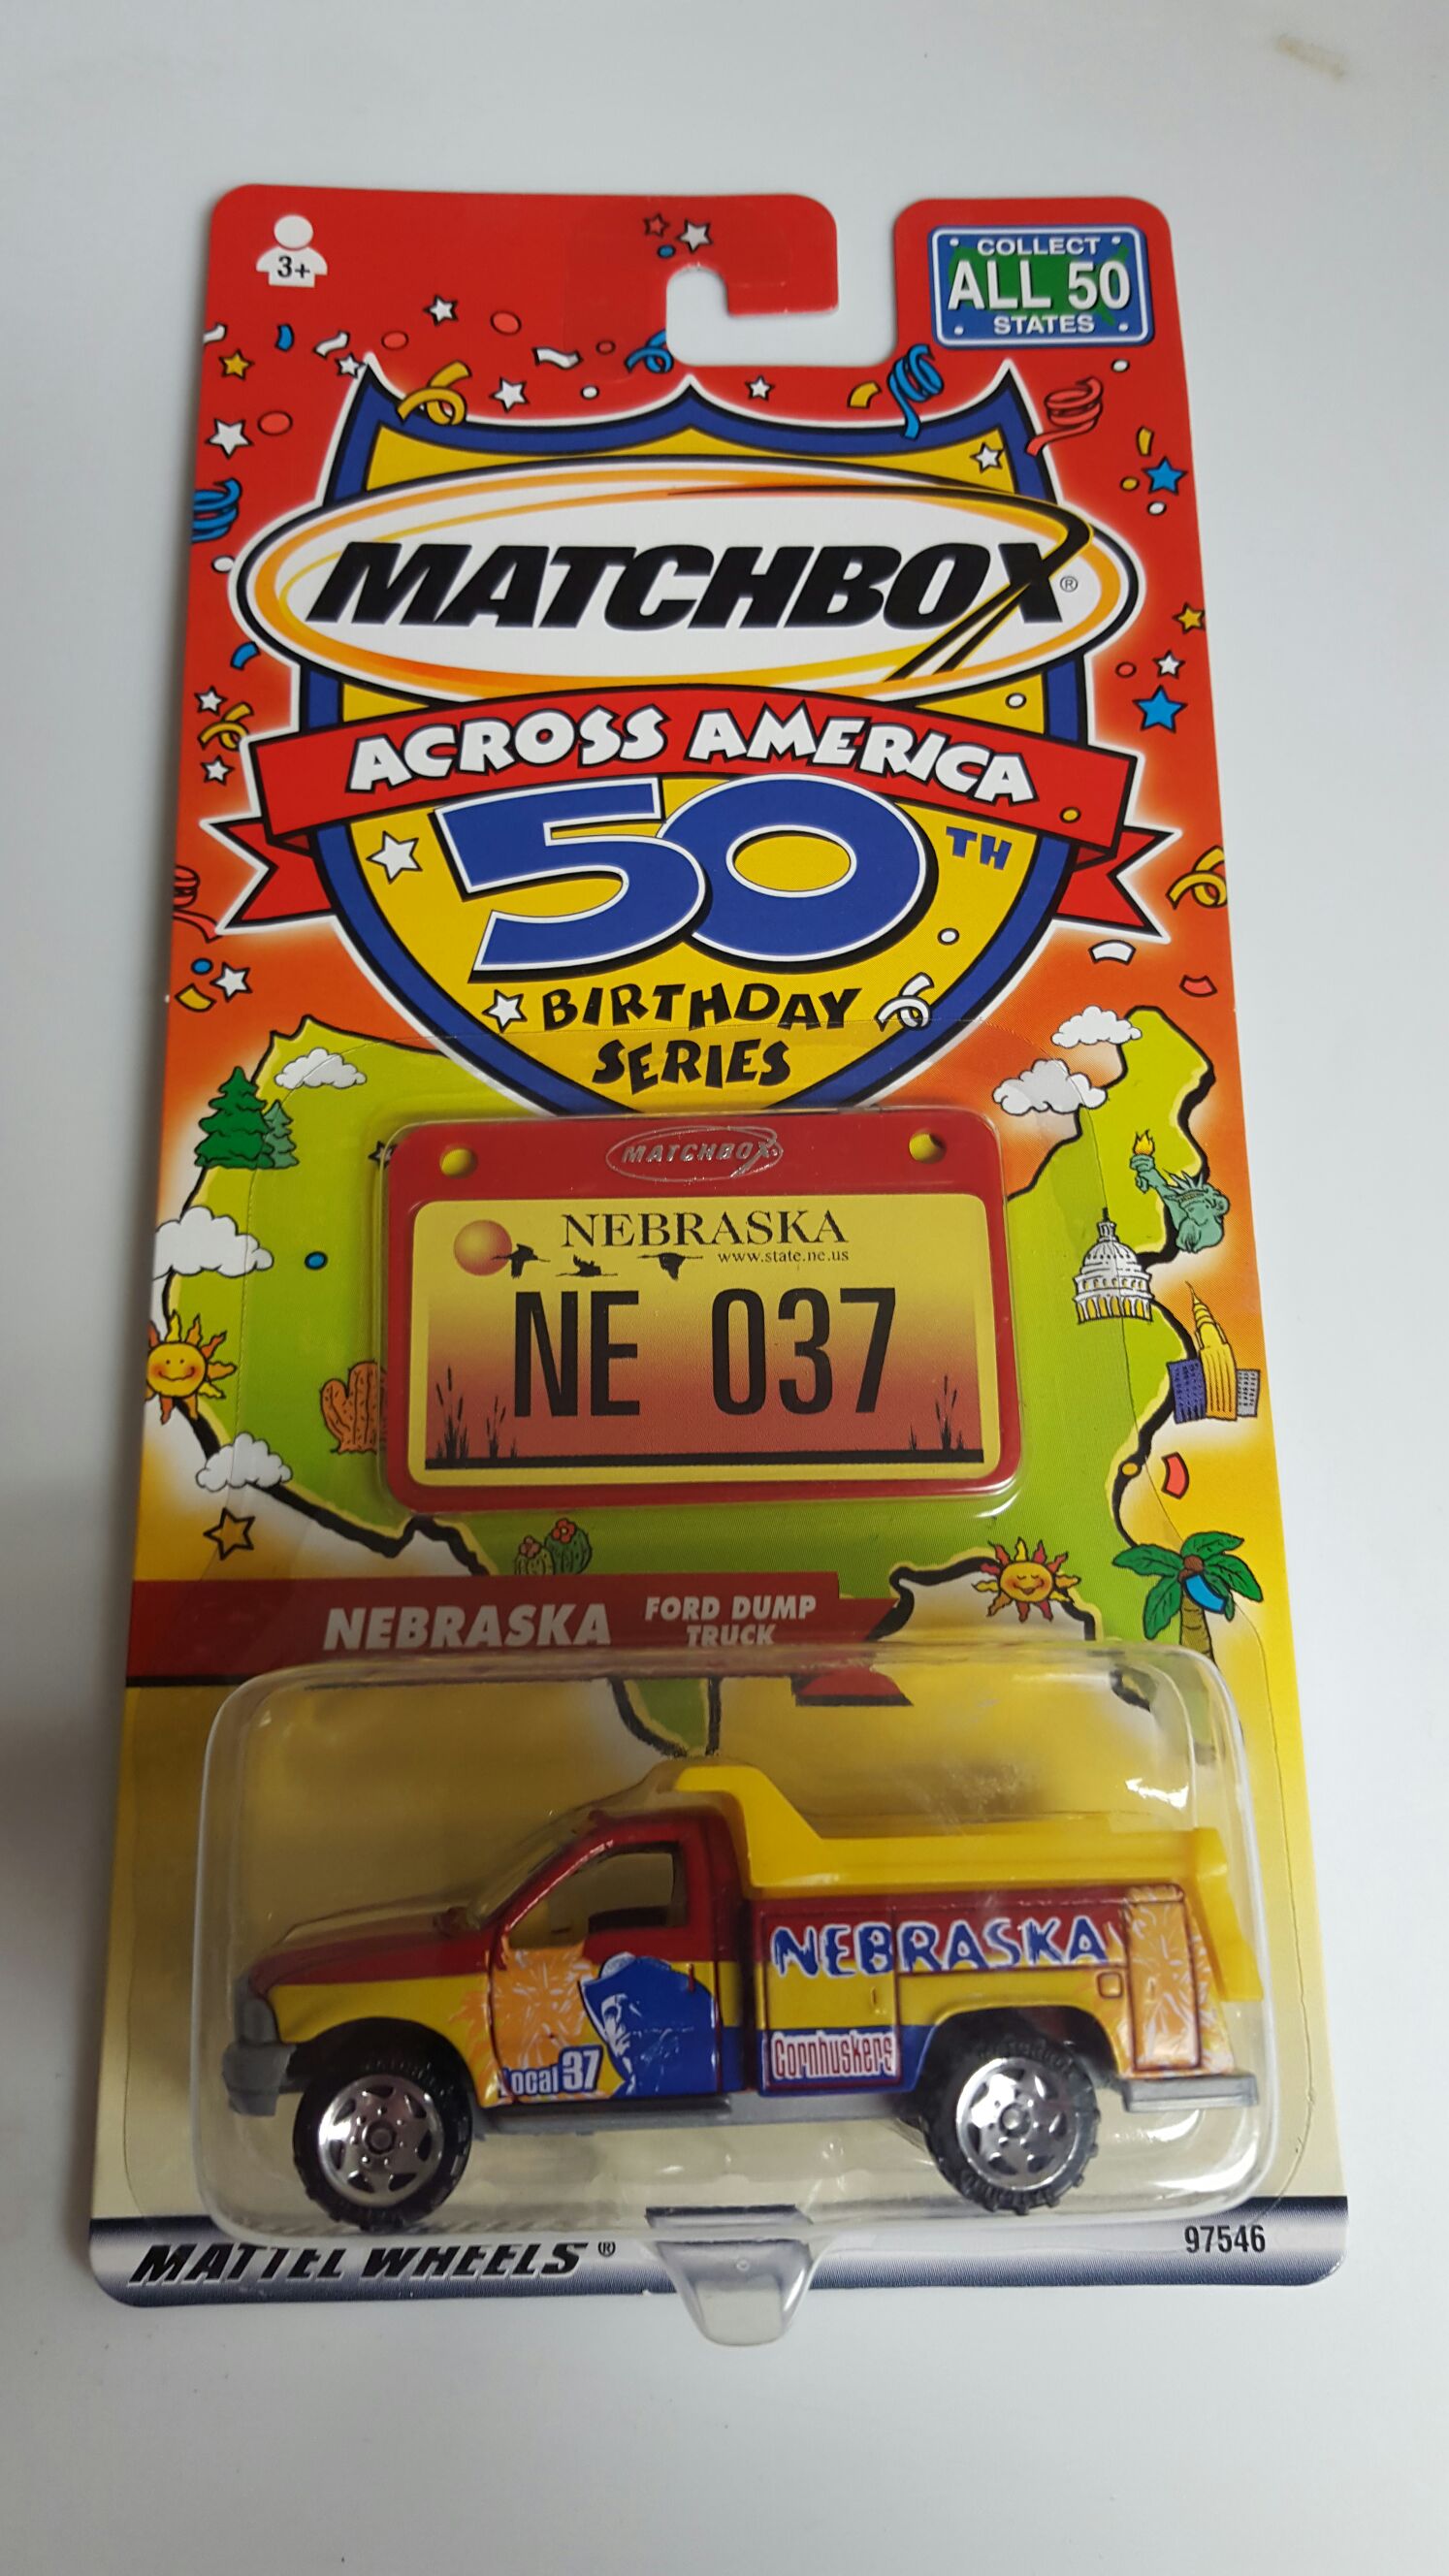 3+
COLLECT
ALL 50
STATES
MATCHBOX®
ACROSS AMERICA
50TH
BIRTHDAY
SERIES
MATCHBOX
NEBRASKA
www.state.ne.us
NE 037
NEBRASKA FORD DUMP
TRUCK
NEBRASKA
Cornhuskers
Local 37
97546
MATTEL WHEELS®